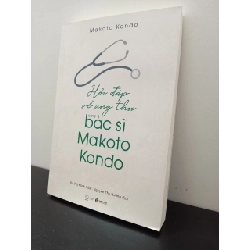 Makoto Kondo
Hỏi đáp
về ung thư
bác sĩ
Makoto
Kondo